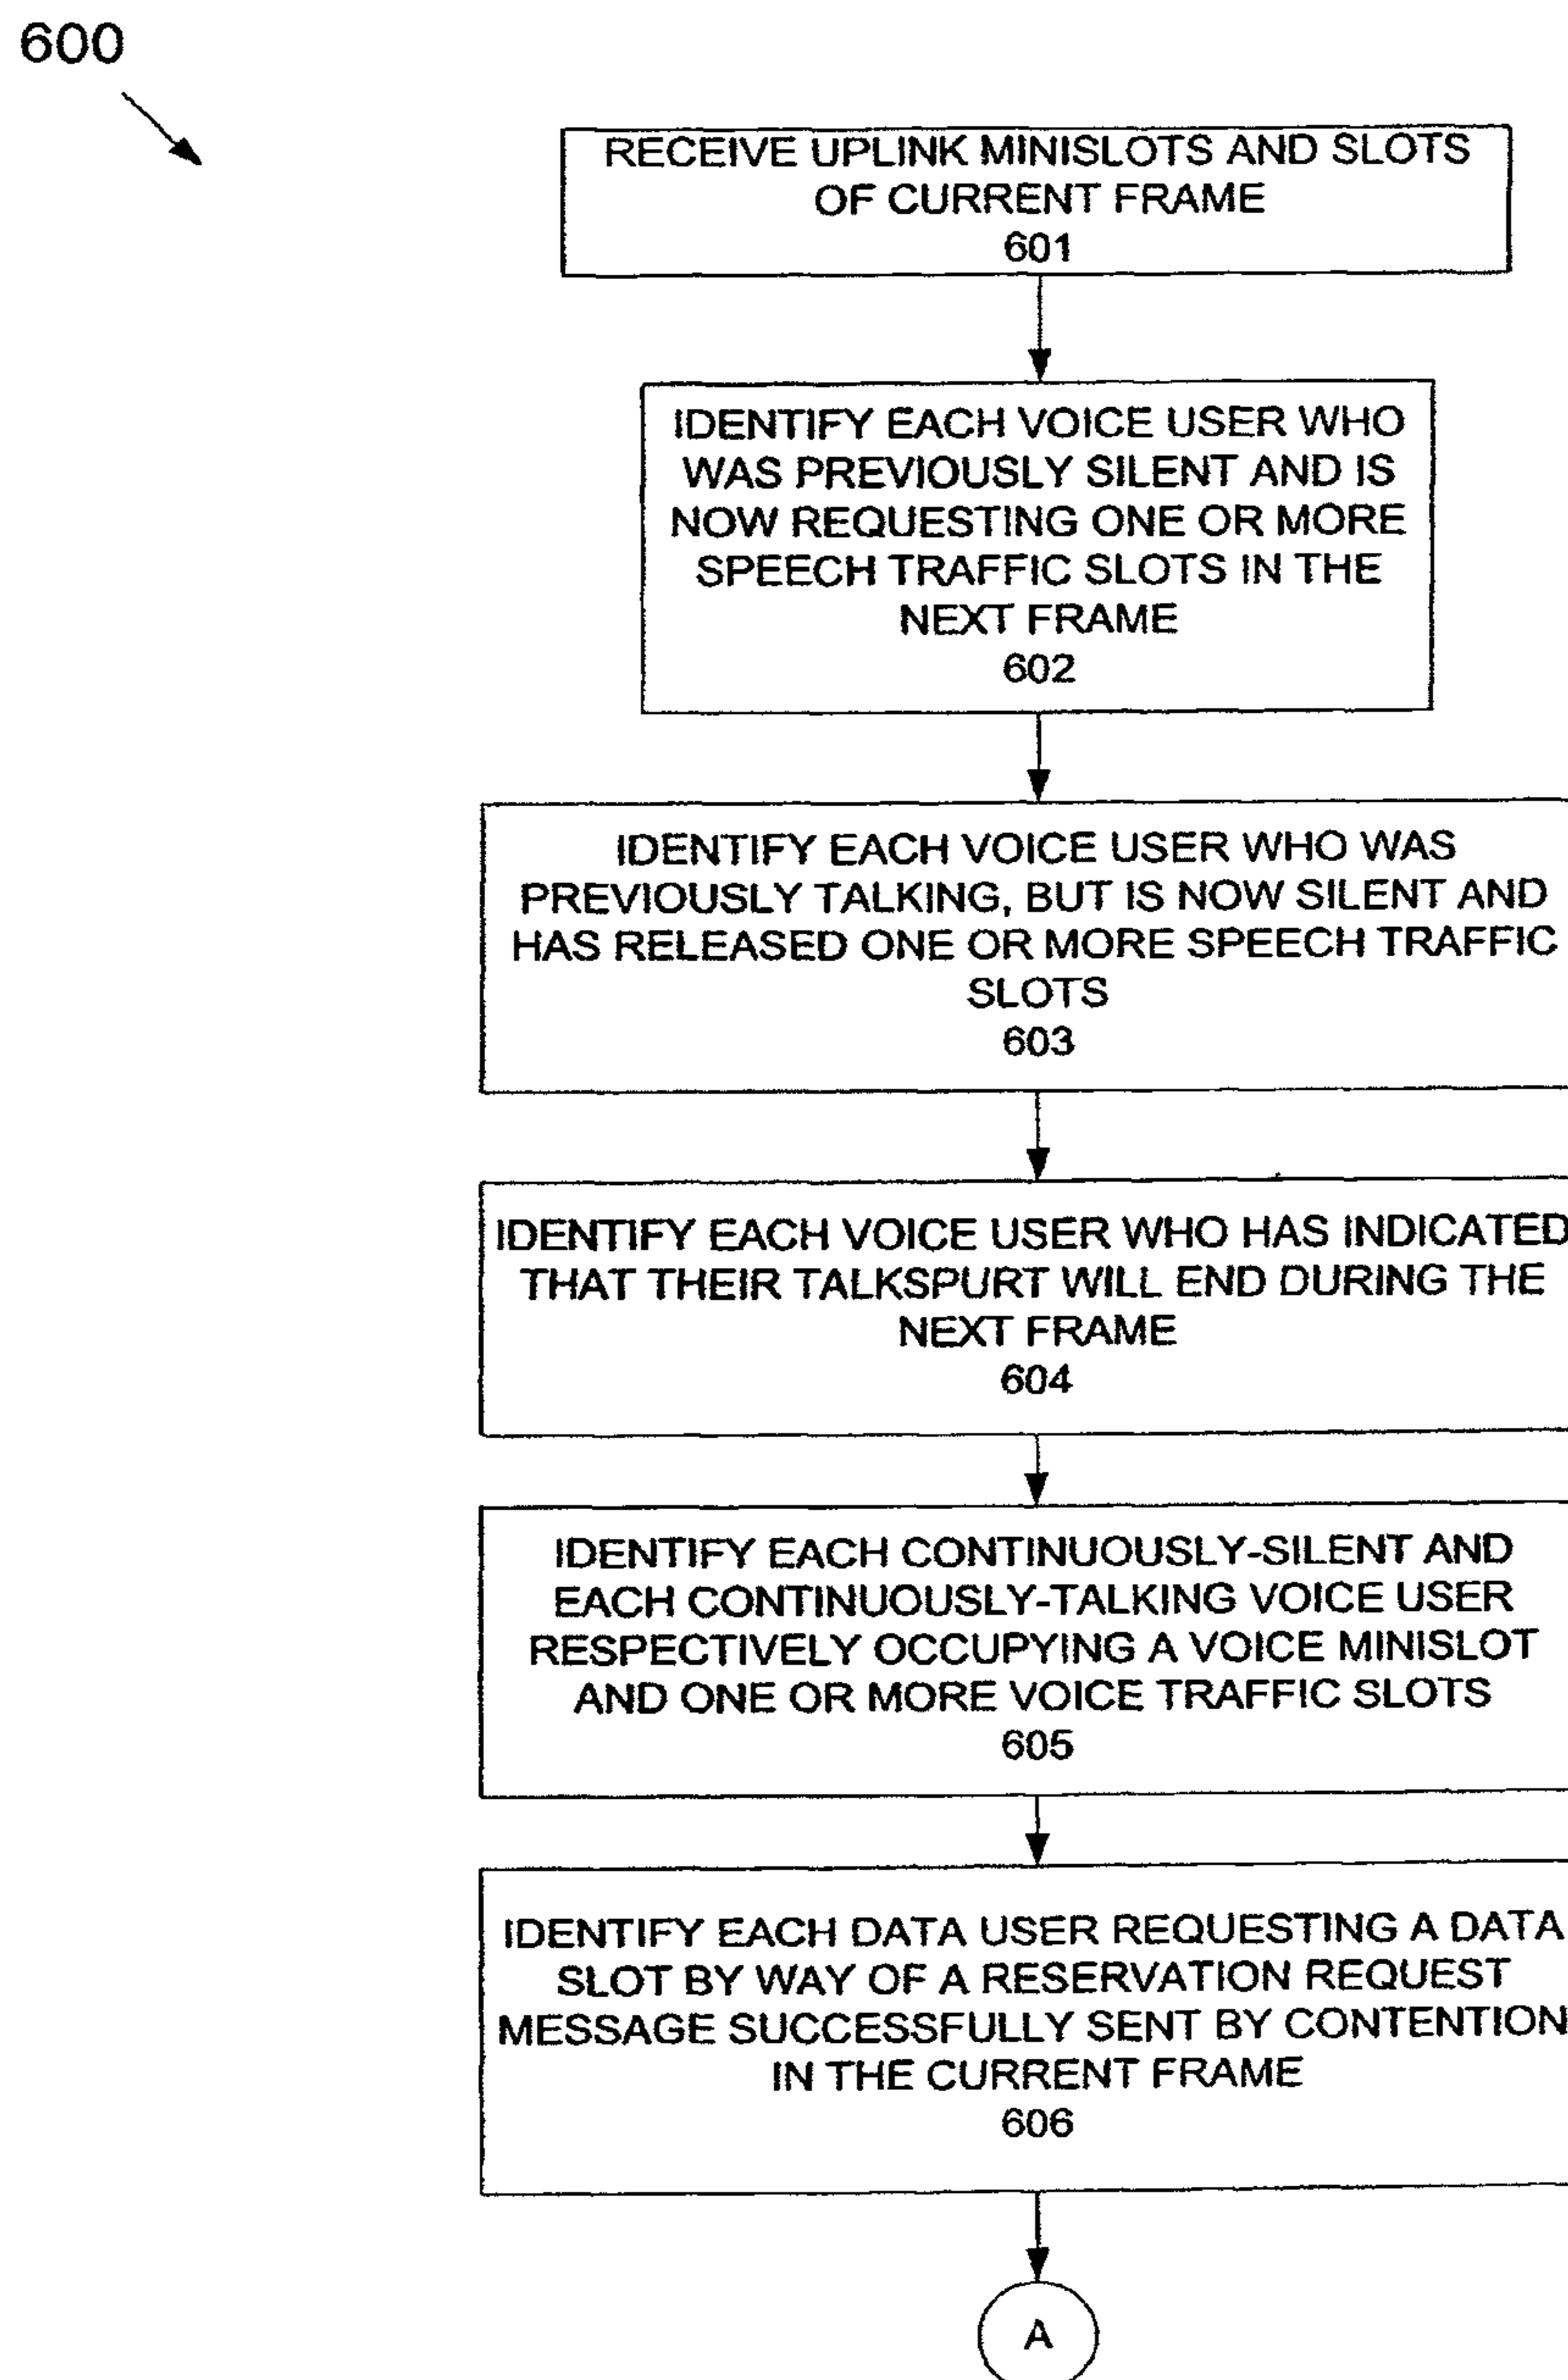 600
RECEIVE UPLINK MINISLOTS AND SLOTS
OF CURRENT FRAME
601
IDENTIFY EACH VOICE USER WHO
WAS PREVIOUSLY SILENT AND IS
NOW REQUESTING ONE OR MORE
SPEECH TRAFFIC SLOTS IN THE
NEXT FRAME
602
IDENTIFY EACH VOICE USER WHO WAS
PREVIOUSLY TALKING, BUT IS NOW SILENT AND
HAS RELEASED ONE OR MORE SPEECH TRAFFIC
SLOTS
603
IDENTIFY EACH VOICE USER WHO HAS INDICATED
THAT THEIR TALKSPURT WILL END DURING THE
NEXT FRAME
604
IDENTIFY EACH CONTINUOUSLY-SILENT AND
EACH CONTINUOUSLY-TALKING VOICE USER
RESPECTIVELY OCCUPYING A VOICE MINISLOT
AND ONE OR MORE VOICE TRAFFIC SLOTS
605
IDENTIFY EACH DATA USER REQUESTING A DATA
SLOT BY WAY OF A RESERVATION REQUEST
MESSAGE SUCCESSFULLY SENT BY CONTENTION
IN THE CURRENT FRAME
606
A